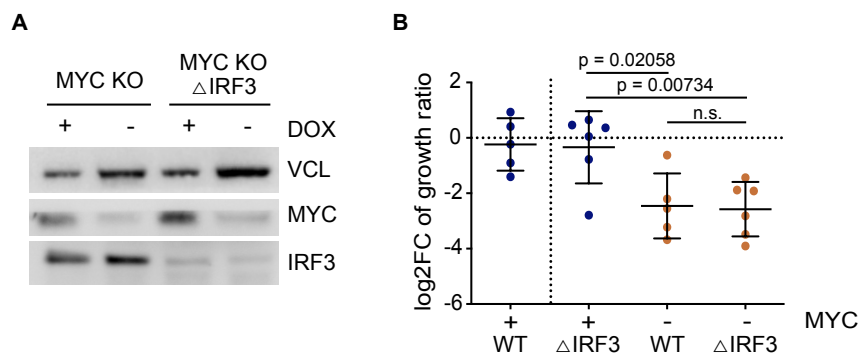 A
MYC KO
MYC KO
△IRF3
+ - + - DOX
VCL
MYC
IRF3
B
p = 0.02058
p = 0.00734
n.s.
log2FC of growth ratio
2
0
-2
-4
-6
+ + - - MYC
WT △IRF3 WT △IRF3